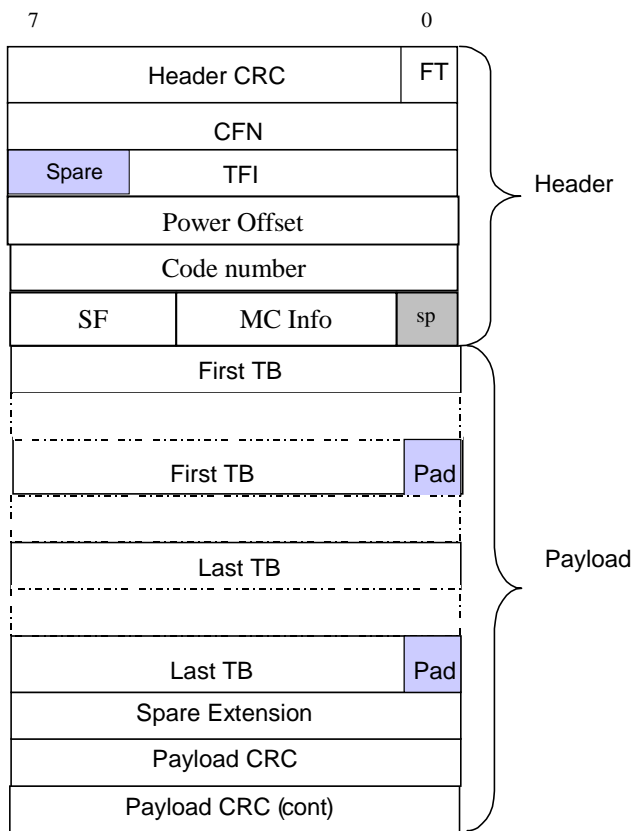 7 0
Header CRC FT
CFN
Spare TFI
Header
Power Offset
Code number
SF MC Info sp
First TB
First TB Pad
Last TB
Payload
Last TB Pad
Spare Extension
Payload CRC
Payload CRC (cont)